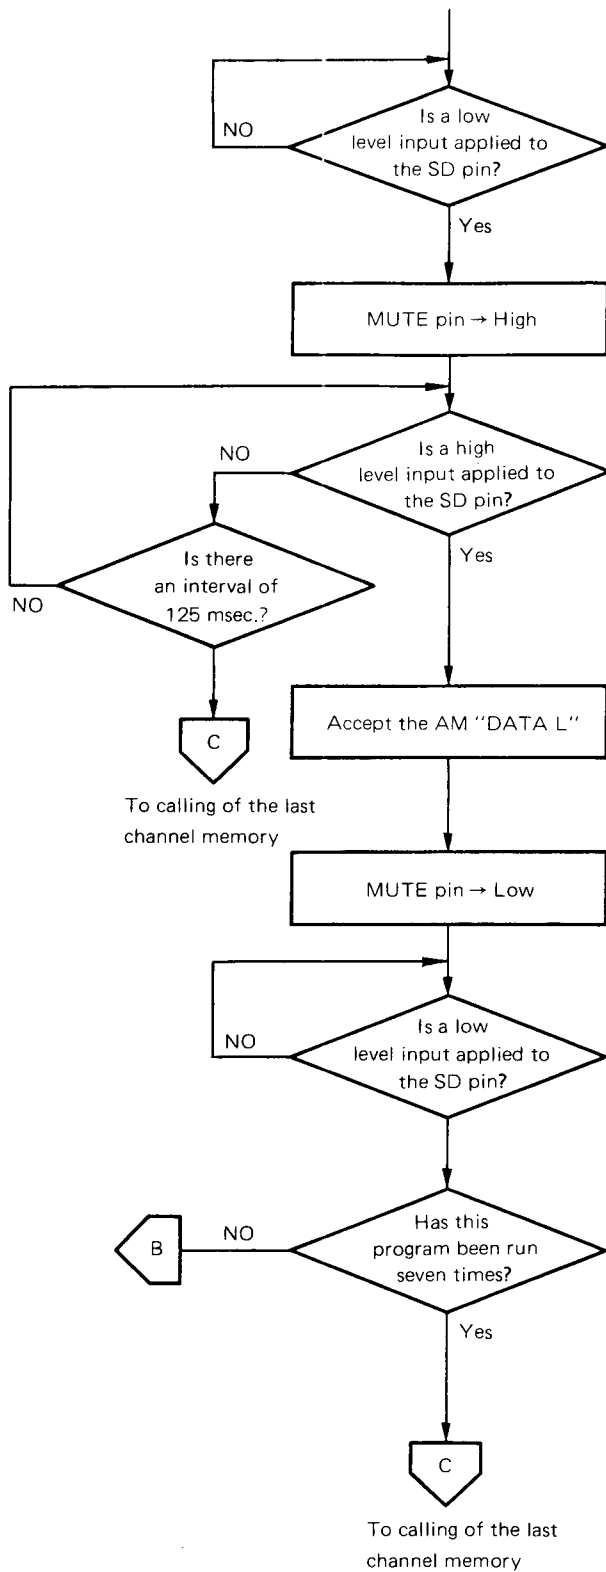 Is a low
level input applied to
the SD pin?
NO
Yes
MUTE pin → High
Is a high
level input applied to
the SD pin?
NO
Yes
Is there
an interval of
125 msec.?
NO
C
To calling of the last
channel memory
Accept the AM "DATA L"
MUTE pin → Low
Is a low
level input applied to
the SD pin?
NO
Has this
program been run
seven times?
NO
B
Yes
C
To calling of the last
channel memory